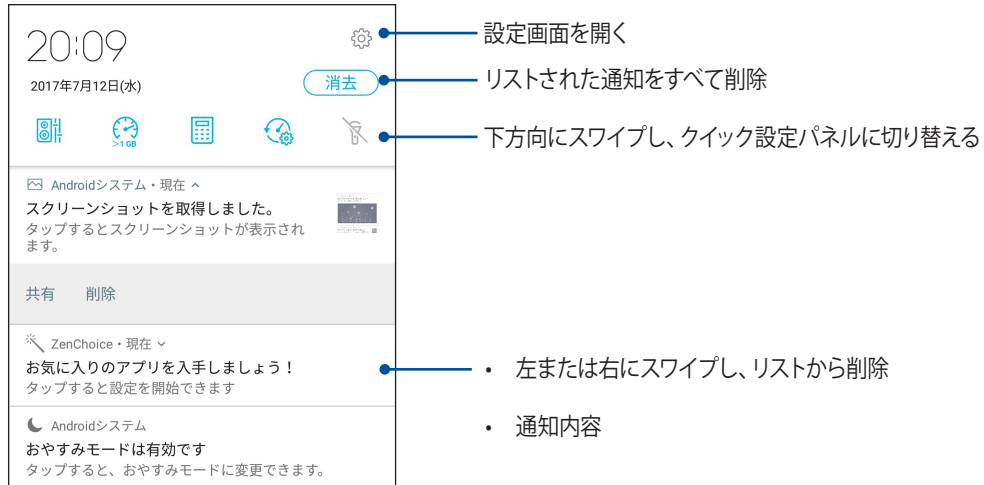 20:09
設定画面を開く
2017年7月12日(水)
消去
リストされた通知をすべて削除
>1 GB
下方向にスワイプし、クイック設定パネルに切り替える
Androidシステム・現在
スクリーンショットを取得しました。
タップするとスクリーンショットが表示され
ます。
共有 削除
ZenChoice・現在
お気に入りのアプリを入手しましょう！
タップすると設定を開始できます
• 左または右にスワイプし、リストから削除
• 通知内容
Androidシステム
おやすみモードは有効です
タップすると、おやすみモードに変更できます。